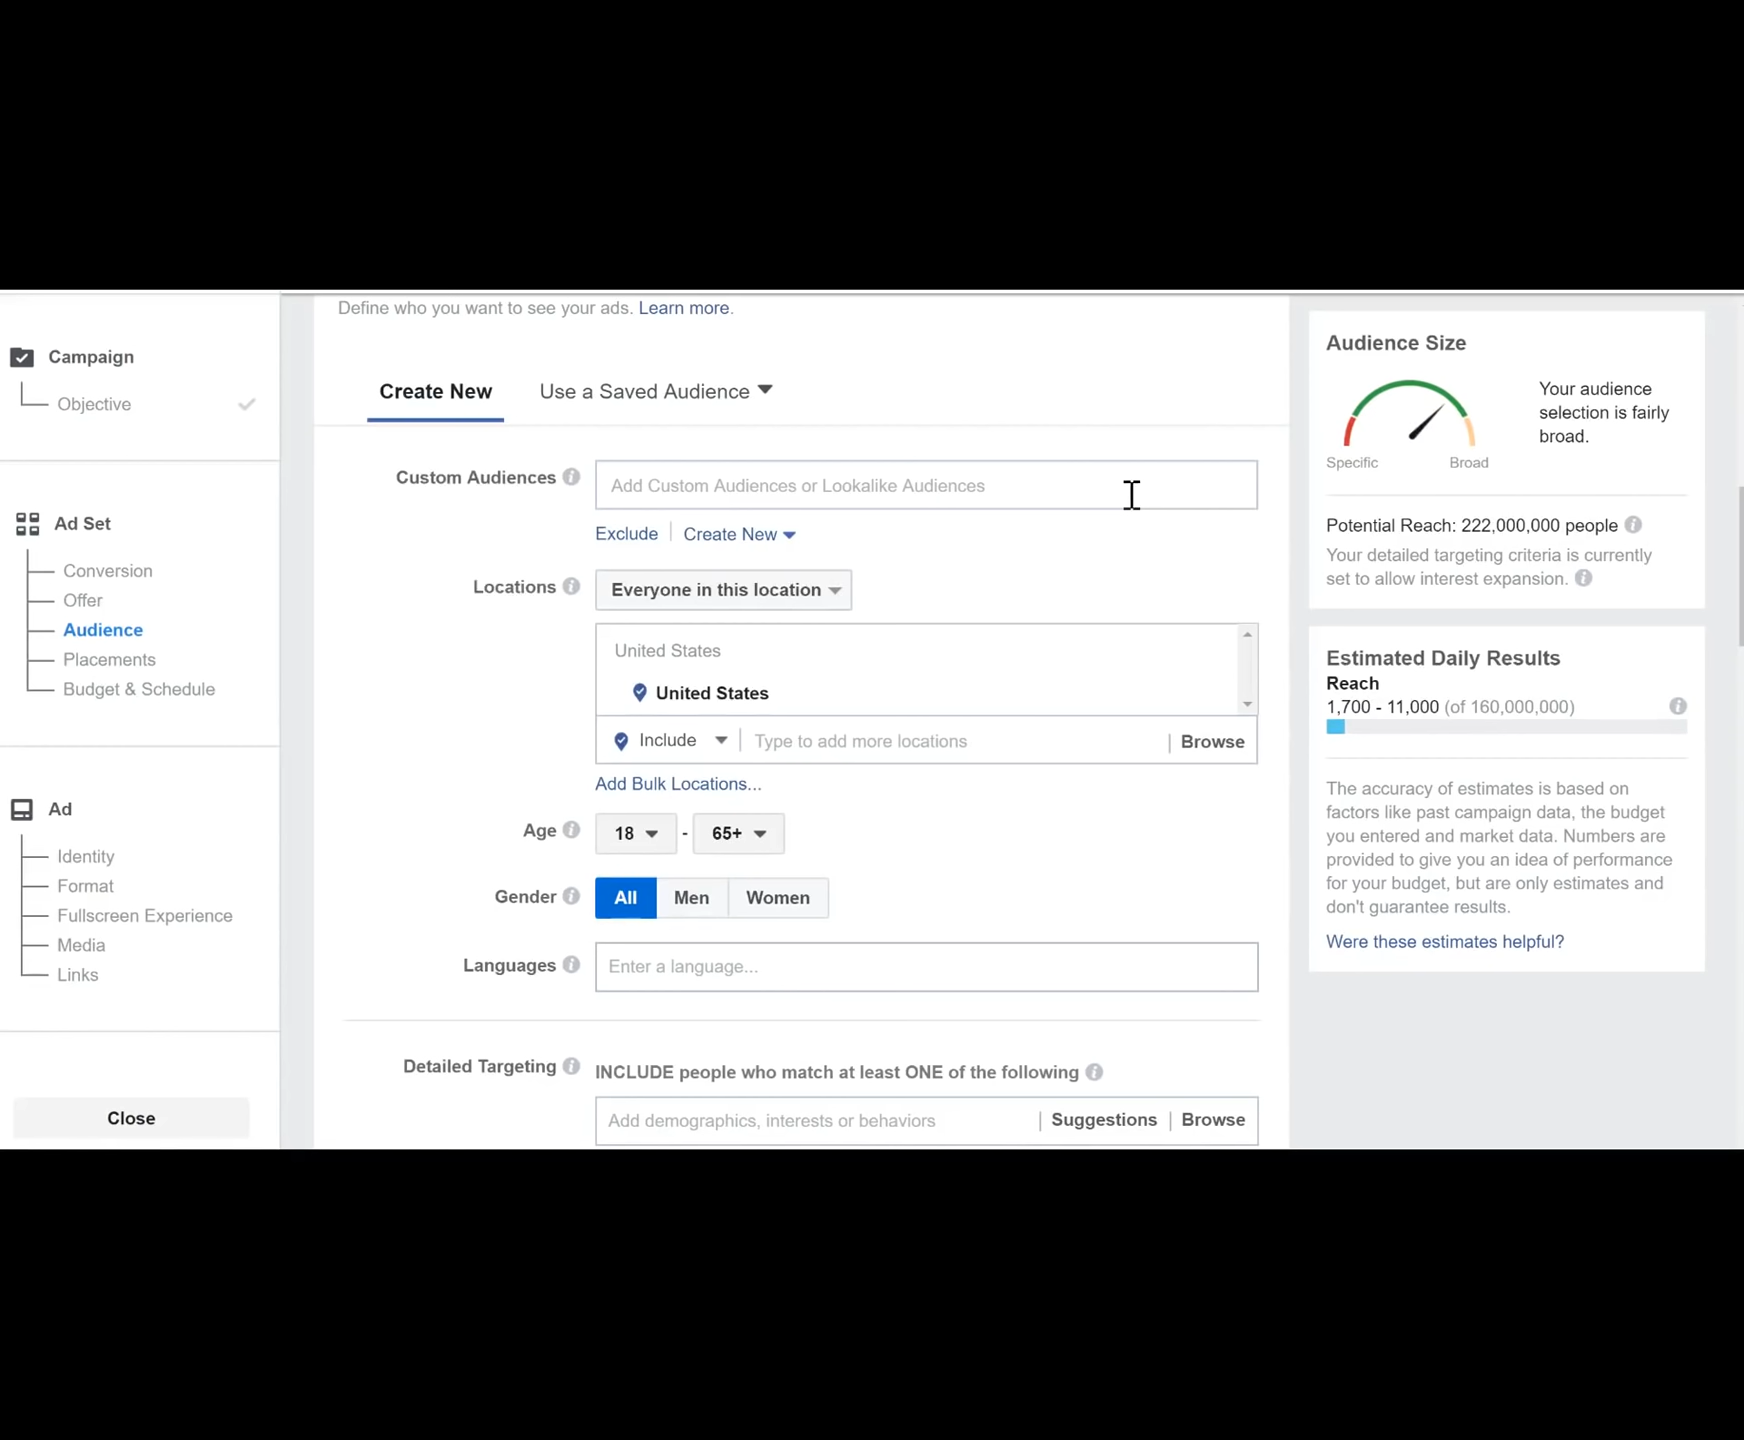 Define who you want to see your ads. Learn more.
Campaign
Objective
Ad Set
Conversion
Offer
Audience
Placements
Budget & Schedule
Ad
Identity
Format
Fullscreen Experience
Media
Links
Close
Create New
Use a Saved Audience
Custom Audiences
Add Custom Audiences or Lookalike Audiences
Exclude
Create New
Locations
Everyone in this location
United States
United States
Include
Type to add more locations
Browse
Add Bulk Locations...
Age
18 - 65+
Gender
All Men Women
Languages
Enter a language...
Detailed Targeting
INCLUDE people who match at least ONE of the following
Add demographics, interests or behaviors
Suggestions
Browse
Audience Size
Your audience
selection is fairly
broad.
Specific
Broad
Potential Reach: 222,000,000 people
Your detailed targeting criteria is currently
set to allow interest expansion.
Estimated Daily Results
Reach
1,700 - 11,000 (of 160,000,000)
The accuracy of estimates is based on
factors like past campaign data, the budget
you entered and market data. Numbers are
provided to give you an idea of performance
for your budget, but are only estimates and
don't guarantee results.
Were these estimates helpful?